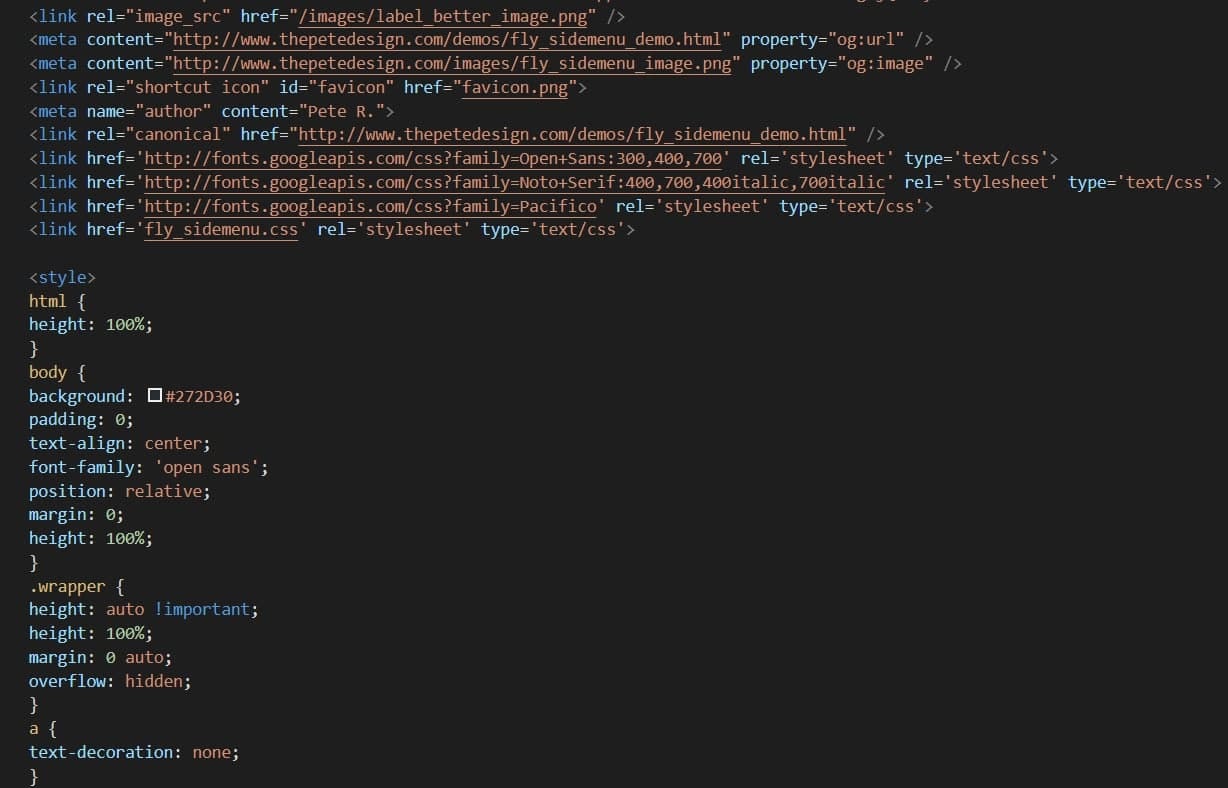 <link rel="image_src" href="/images/label_better_image.png" />
<meta content="http://www.thepetedesign.com/demos/fly_sidemenu_demo.html" property="og:url" />
<meta content="http://www.thepetedesign.com/images/fly_sidemenu_image.png" property="og:image" />
<link rel="shortcut icon" id="favicon" href="favicon.png">
<meta name="author" content="Pete R.">
<link rel="canonical" href="http://www.thepetedesign.com/demos/fly_sidemenu_demo.html" />
<link href='http://fonts.googleapis.com/css?family=Open+Sans:300,400,700' rel='stylesheet' type='text/css'>
<link href='http://fonts.googleapis.com/css?family=Noto+Serif:400,700,400italic,700italic' rel='stylesheet' type='text/css'>
<link href='http://fonts.googleapis.com/css?family=Pacifico' rel='stylesheet' type='text/css'>
<link href='fly_sidemenu.css' rel='stylesheet' type='text/css'>
<style>
html {
height: 100%;
}
body {
background: #272D30;
padding: 0;
text-align: center;
font-family: 'open sans';
position: relative;
margin: 0;
height: 100%;
}
.wrapper {
height: auto !important;
height: 100%;
margin: 0 auto;
overflow: hidden;
}
a {
text-decoration: none;
}